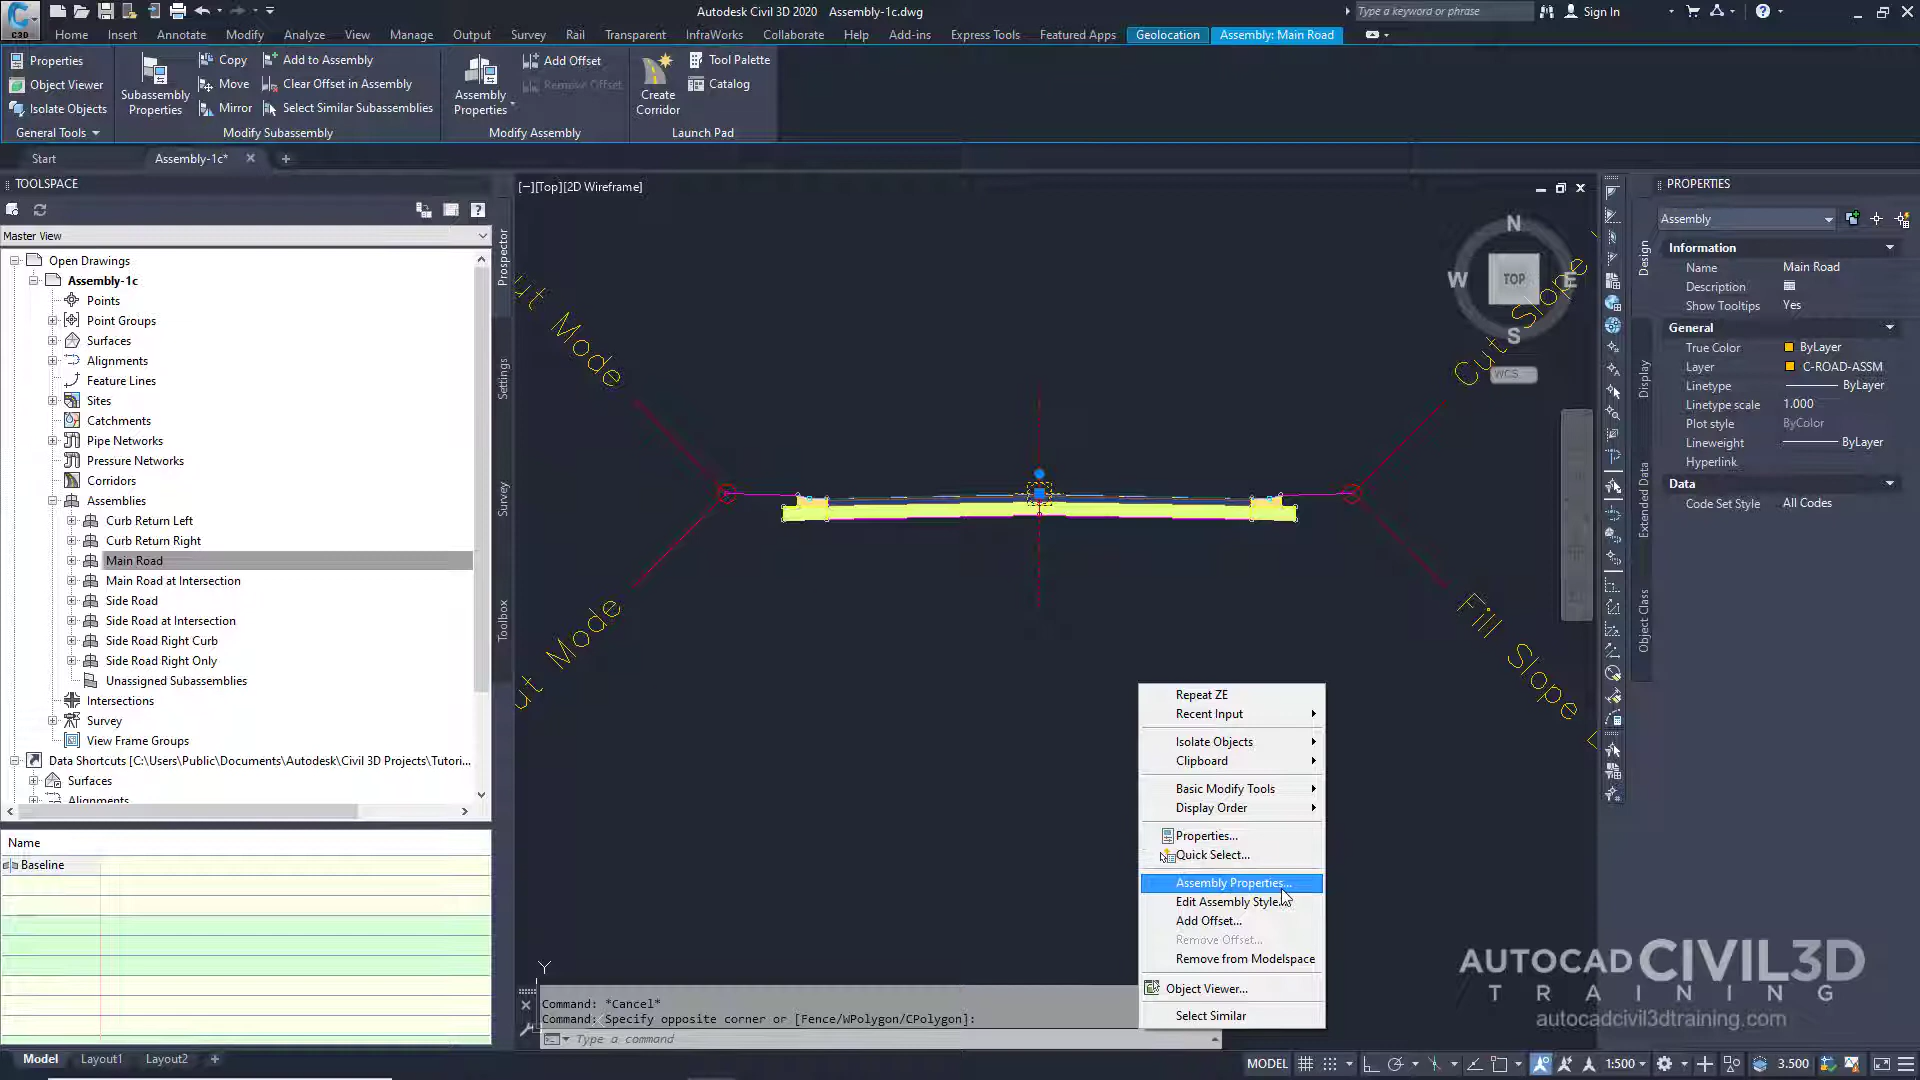 Autodesk Civil 3D 2020 Assembly-1c.dwg
Type a keyword or phrase
Sign In
C3D
Home Insert Annotate Modify Analyze View Manage Output Survey Rail Transparent InfraWorks Collaborate Help Add-ins Express Tools Featured Apps Geolocation Assembly: Main Road
Properties
Object Viewer
Isolate Objects
General Tools
Subassembly
Properties
Copy
Move
Mirror
Add to Assembly
Clear Offset in Assembly
Select Similar Subassemblies
Modify Subassembly
Assembly
Properties
Add Offset
Remove Offset
Modify Assembly
Create
Corridor
Tool Palette
Catalog
Launch Pad
Start
Assembly-1c*
TOOLSPACE
Master View
Open Drawings
Assembly-1c
Points
Point Groups
Surfaces
Alignments
Feature Lines
Sites
Catchments
Pipe Networks
Pressure Networks
Corridors
Assemblies
Curb Return Left
Curb Return Right
Main Road
Main Road at Intersection
Side Road
Side Road at Intersection
Side Road Right Curb
Side Road Right Only
Unassigned Subassemblies
Intersections
Survey
View Frame Groups
Data Shortcuts [C:\Users\Public\Documents\Autodesk\Civil 3D Projects\Tutori...
Surfaces
Alignments
Name
Baseline
Prospector
Settings
Survey
Toolbox
[−][Top][2D Wireframe]
N
W
TOP
E
S
WCS
ut Mode
Cut Slope
ut Mode
Fill Slope
Repeat ZE
Recent Input
Isolate Objects
Clipboard
Basic Modify Tools
Display Order
Properties...
Quick Select...
Assembly Properties...
Edit Assembly Style...
Add Offset...
Remove Offset...
Remove from Modelspace
Object Viewer...
Select Similar
Y
Command: *Cancel*
Command: Specify opposite corner or [Fence/WPolygon/CPolygon]:
Type a command
PROPERTIES
Assembly
Information
Name Main Road
Description
Show Tooltips Yes
General
True Color ByLayer
Layer C-ROAD-ASSM
Linetype ByLayer
Linetype scale 1.000
Plot style ByColor
Lineweight ByLayer
Hyperlink
Data
Code Set Style All Codes
Design
Display
Extended Data
Object Class
AUTOCAD CIVIL3D
TRAINING
autocadcivil3dtraining.com
Model Layout1 Layout2
MODEL
1:500
3.500